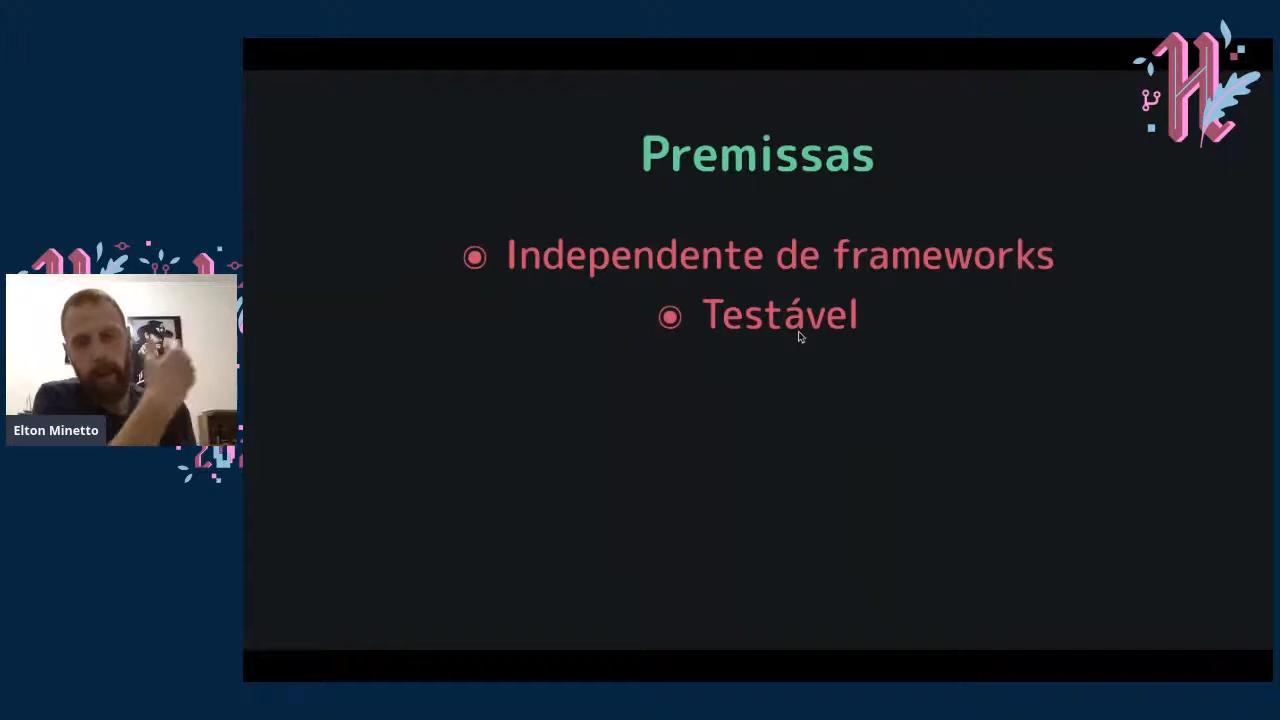 Premissas
Independente de frameworks
Testável
Elton Minetto